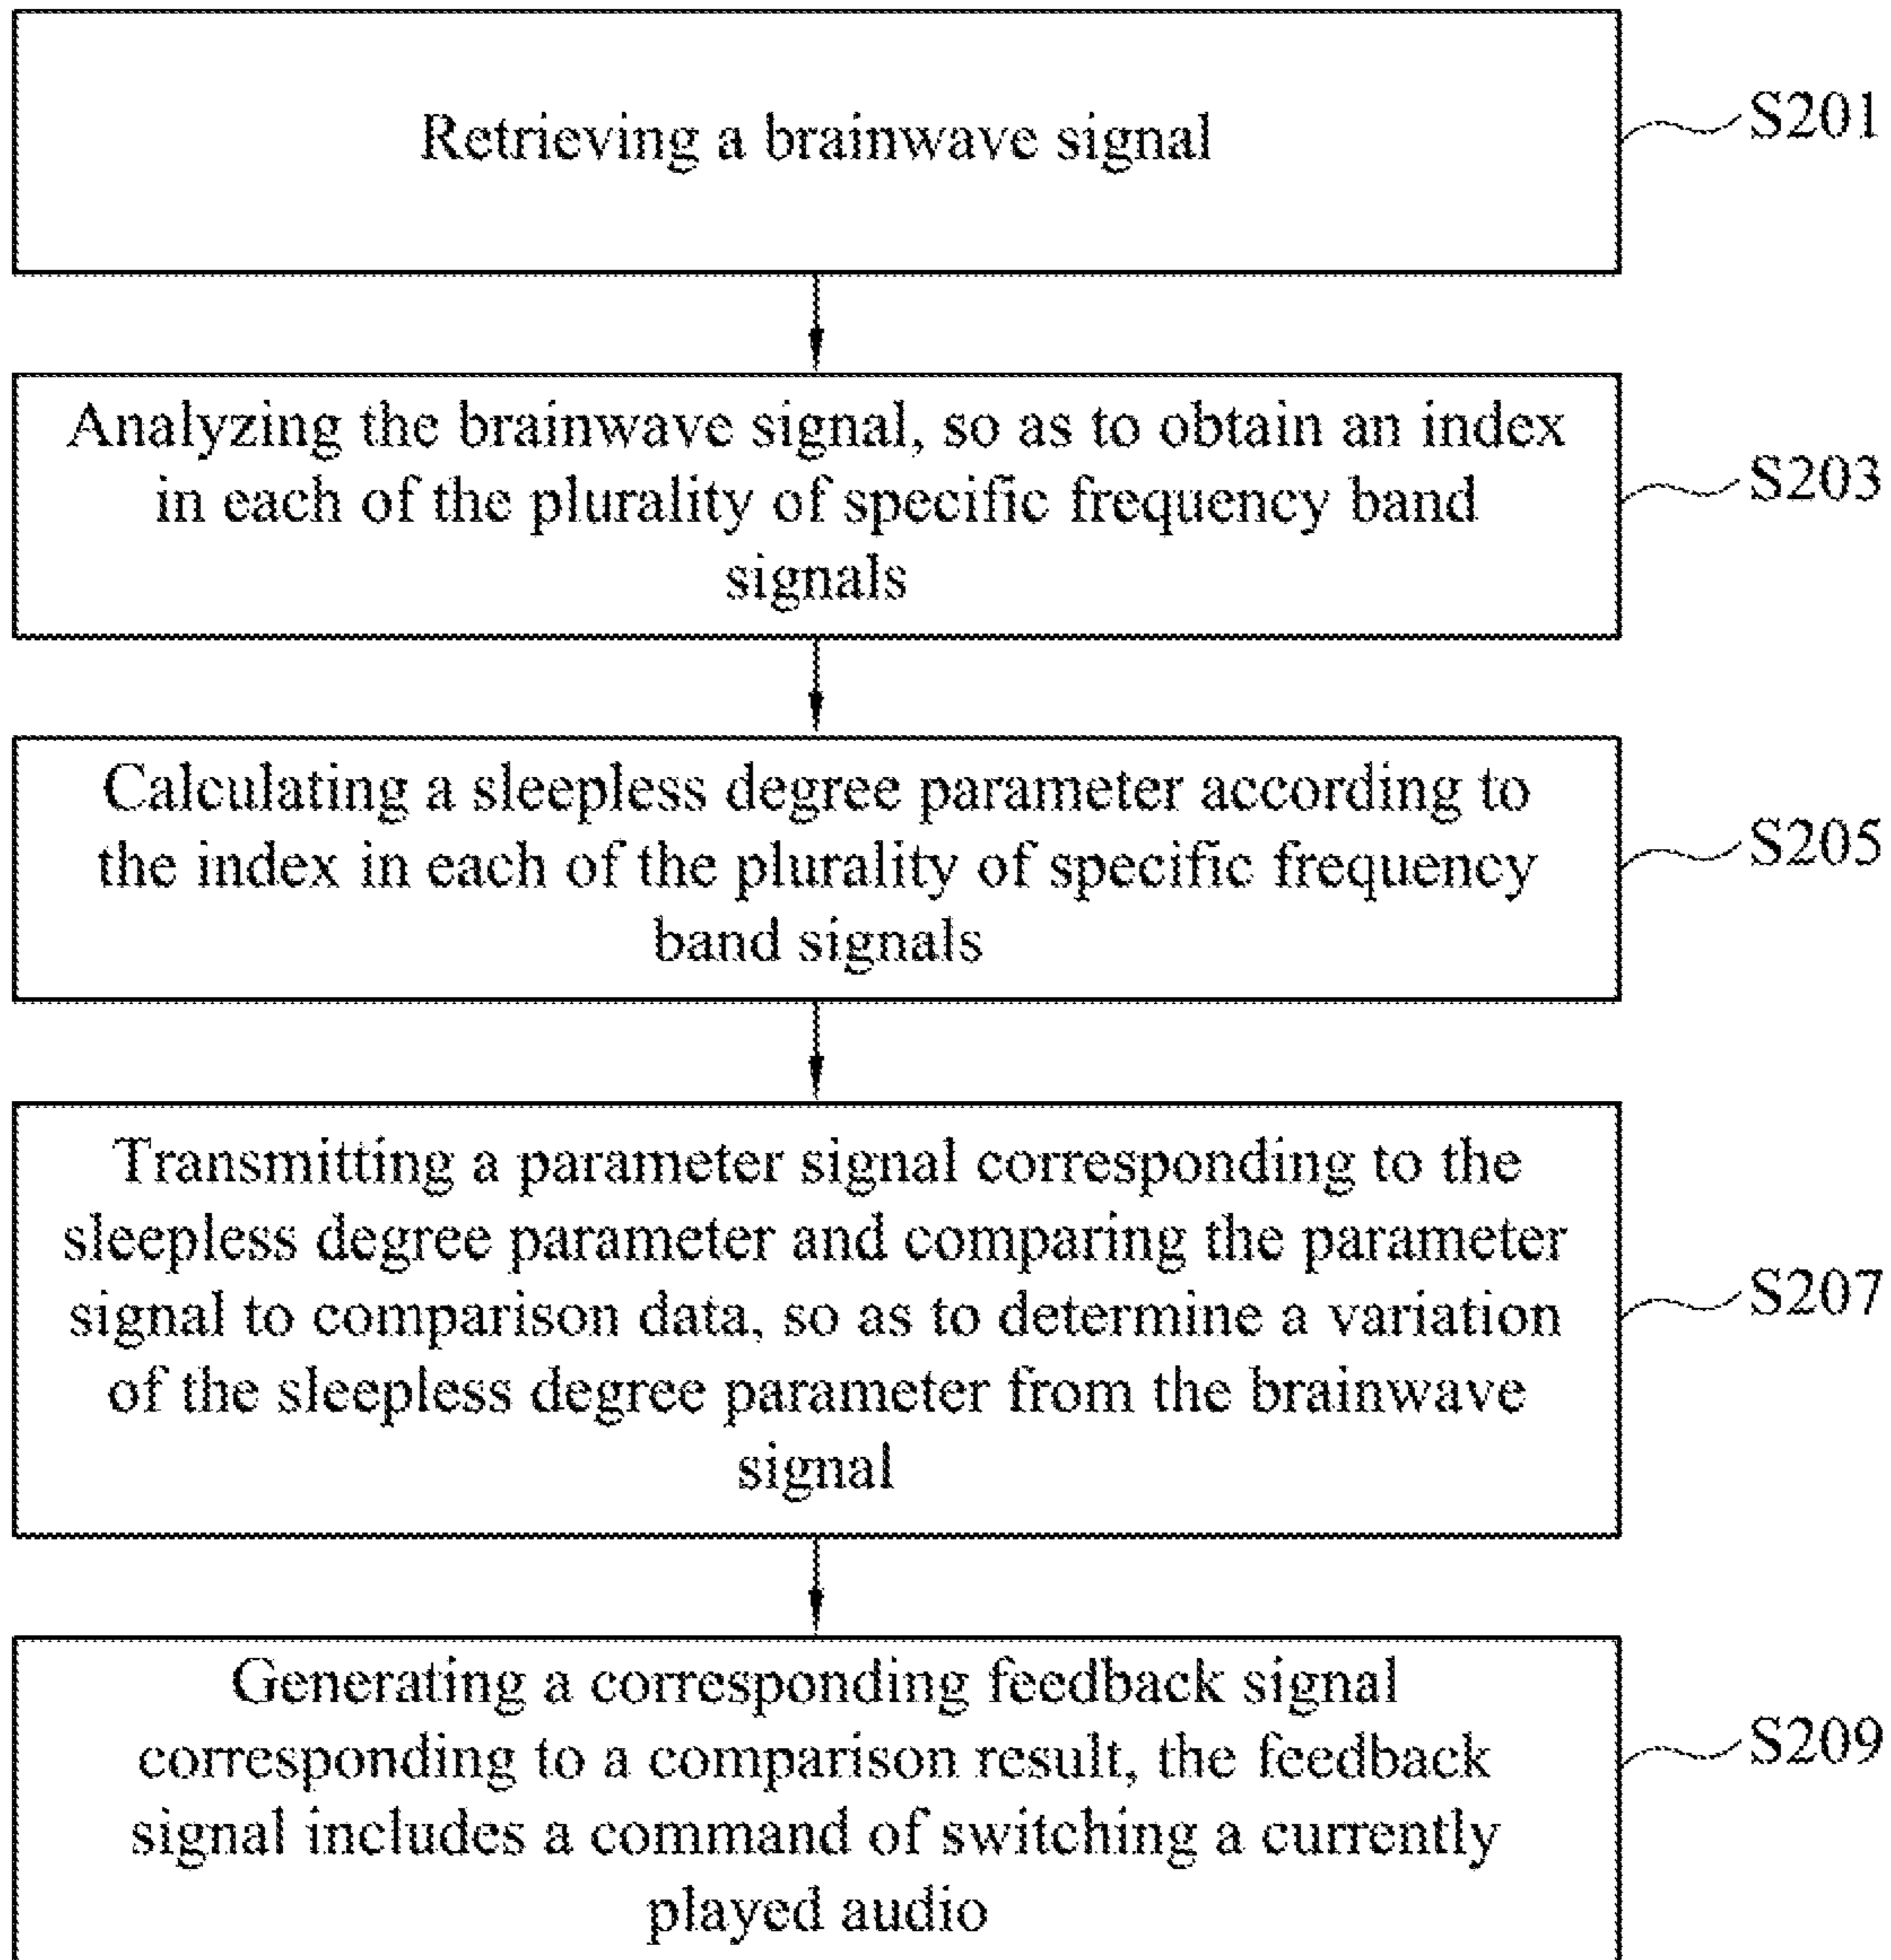 Retrieving a brainwave signal
S201
Analyzing the brainwave signal, so as to obtain an index
in each of the plurality of specific frequency band
signals
S203
Calculating a sleepless degree parameter according to
the index in each of the plurality of specific frequency
band signals
S205
Transmitting a parameter signal corresponding to the
sleepless degree parameter and comparing the parameter
signal to comparison data, so as to determine a variation
of the sleepless degree parameter from the brainwave
signal
S207
Generating a corresponding feedback signal
corresponding to a comparison result, the feedback
signal includes a command of switching a currently
played audio
S209